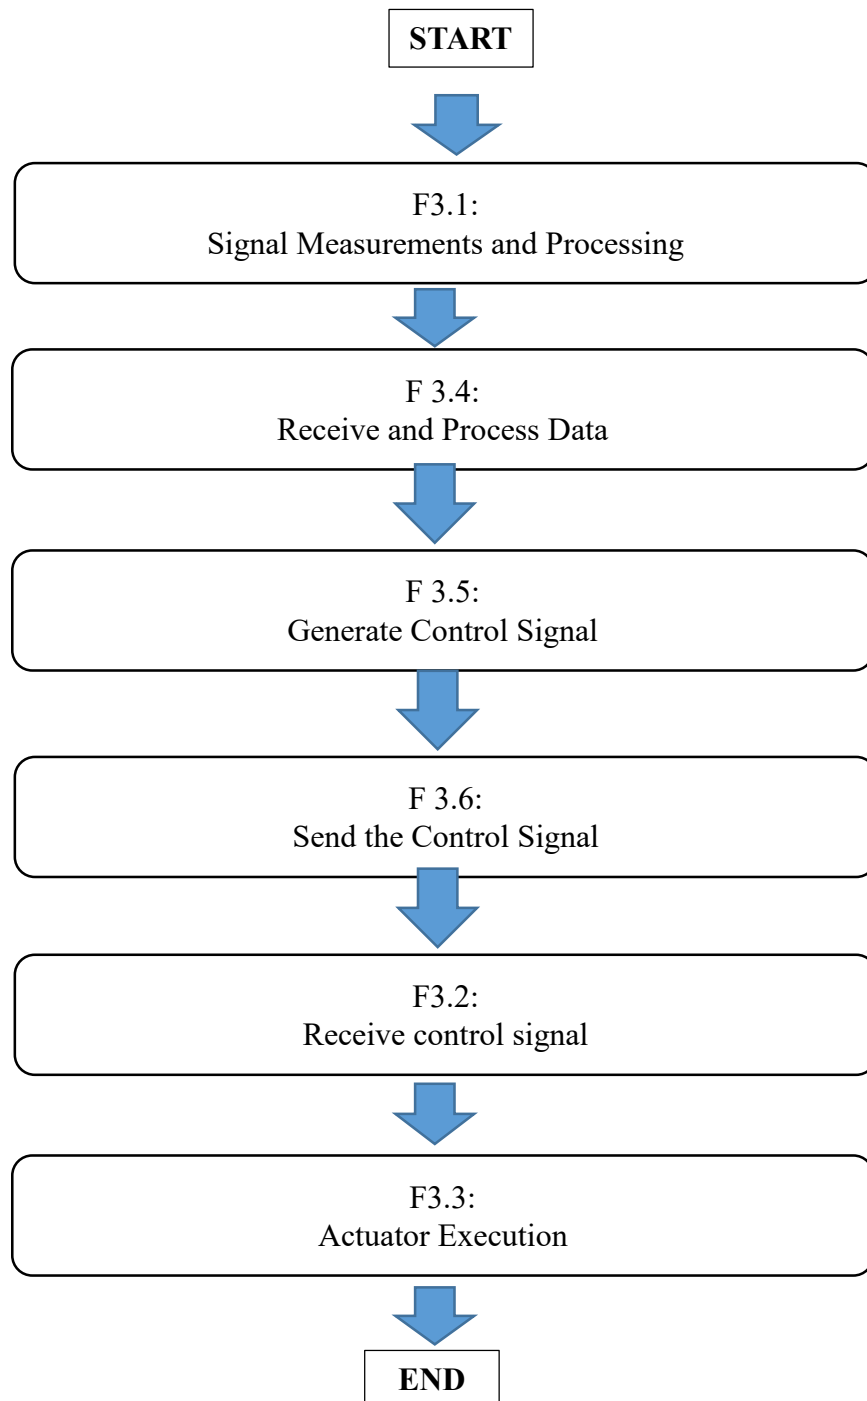 START
F3.1:
Signal Measurements and Processing
F 3.4:
Receive and Process Data
F 3.5:
Generate Control Signal
F 3.6:
Send the Control Signal
F3.2:
Receive control signal
F3.3:
Actuator Execution
END